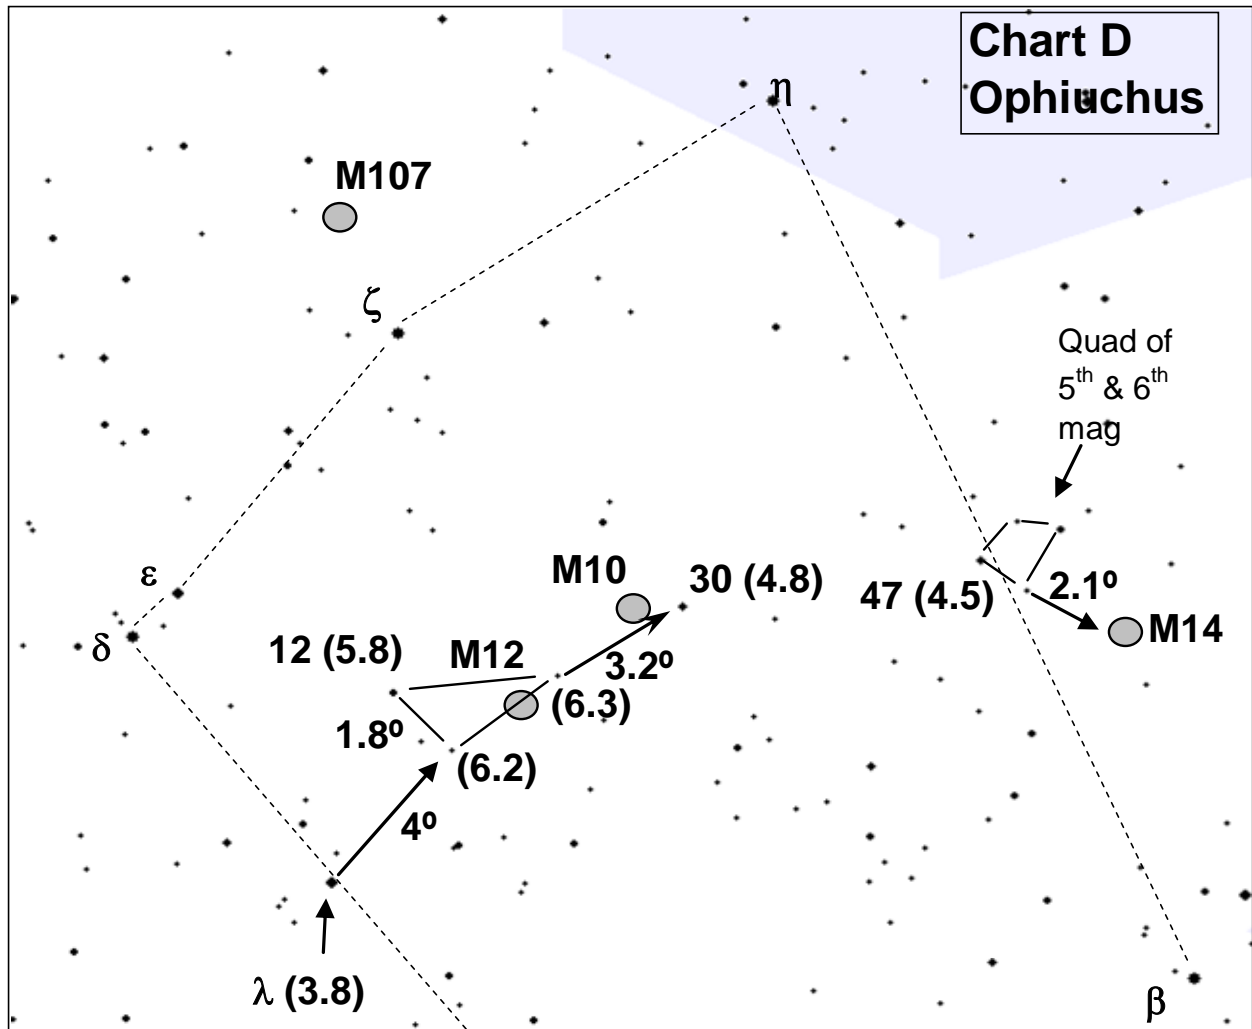 Chart D
Ophiuchus
η
M107
ζ
Quad of
5th & 6th
mag
ε
M10
30 (4.8)
47 (4.5)
2.1º
M14
δ
12 (5.8)
M12
3.2º
(6.3)
1.8º
(6.2)
4º
λ (3.8)
β